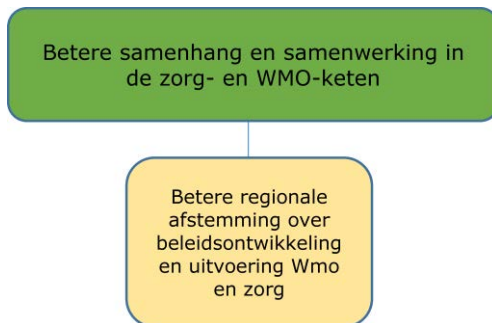 Betere samenhang en samenwerking in
de zorg- en WMO-keten
Betere regionale
afstemming over
beleidsontwikkeling
en uitvoering Wmo
en zorg